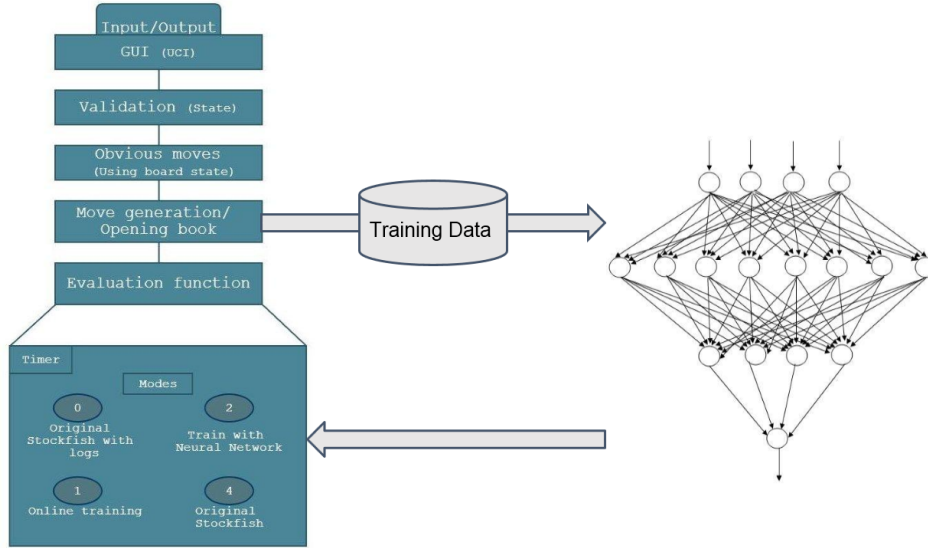 Input/Output
GUI (UCI)
Validation (State)
Obvious moves
(Using board state)
Move generation/
Opening book
Training Data
Evaluation function
Timer
Modes
0
Original
Stockfish with
logs
2
Train with
Neural Network
1
Online training
4
Original
Stockfish